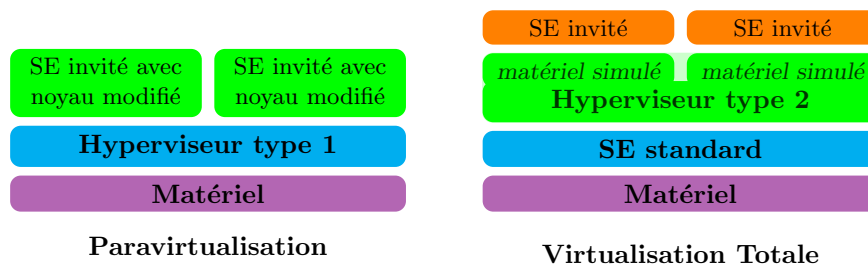 SE invité avec
noyau modifié
SE invité avec
noyau modifié
Hyperviseur type 1
Matériel
Paravirtualisation
SE invité
SE invité
matériel simulé
matériel simulé
Hyperviseur type 2
SE standard
Matériel
Virtualisation Totale